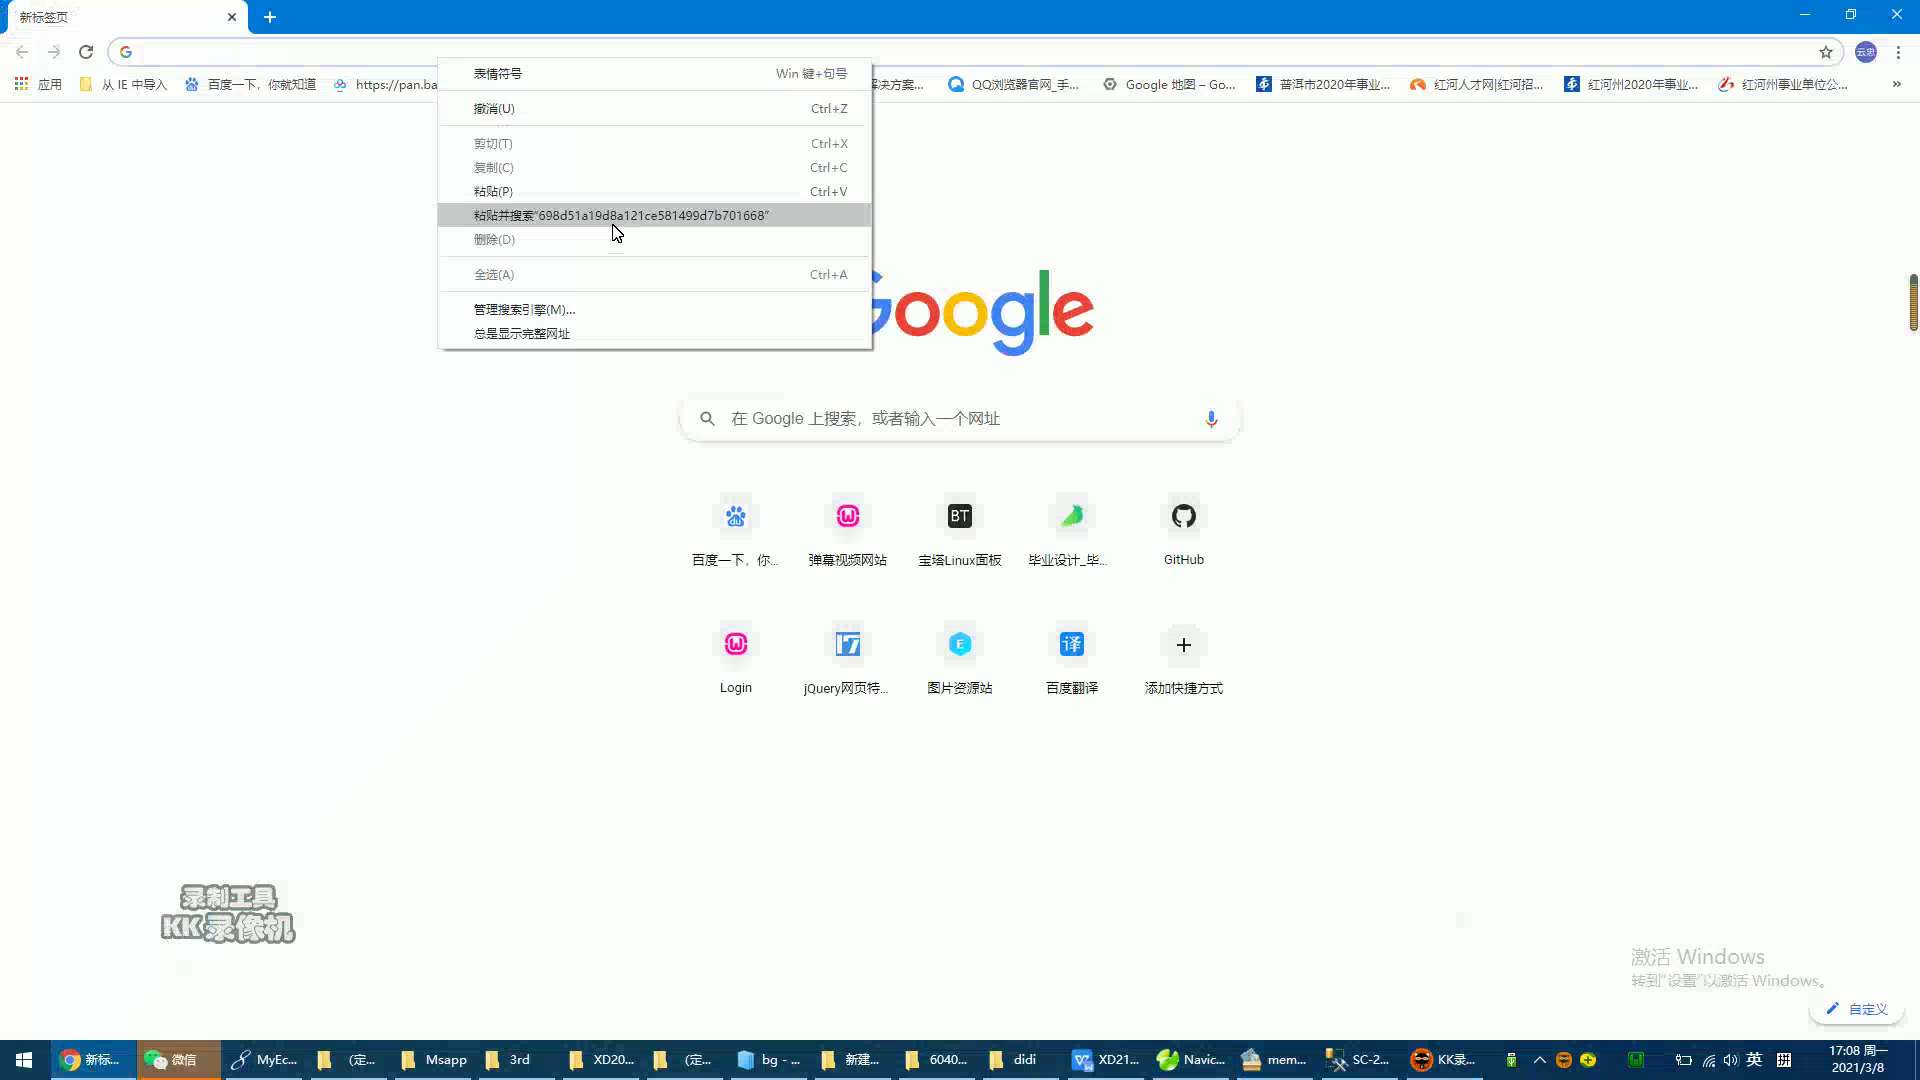 新标签页
应用
从 IE 中导入
百度一下，你就知道
https://pan.ba
解决方案...
QQ浏览器官网_手...
Google 地图 – Go...
普洱市2020年事业...
红河人才网|红河招...
红河州2020年事业...
红河州事业单位公...
»
云思
表情符号 Win 键+句号
撤消(U) Ctrl+Z
剪切(T) Ctrl+X
复制(C) Ctrl+C
粘贴(P) Ctrl+V
粘贴并搜索"698d51a19d8a121ce581499d7b701668"
删除(D)
全选(A) Ctrl+A
管理搜索引擎(M)...
总是显示完整网址
Google
在 Google 上搜索，或者输入一个网址
BT
百度一下，你...
弹幕视频网站
宝塔Linux面板
毕业设计_毕...
GitHub
译
Login
jQuery网页特...
图片资源站
百度翻译
添加快捷方式
录制工具
KK 录像机
激活 Windows
转到"设置"以激活 Windows。
自定义
新标...
微信
MyEc...
(定...
Msapp
3rd
XD20...
(定...
bg - ...
新建...
6040...
didi
XD21...
Navic...
mem...
SC-2...
KK录...
英
拼
17:08 周一
2021/3/8